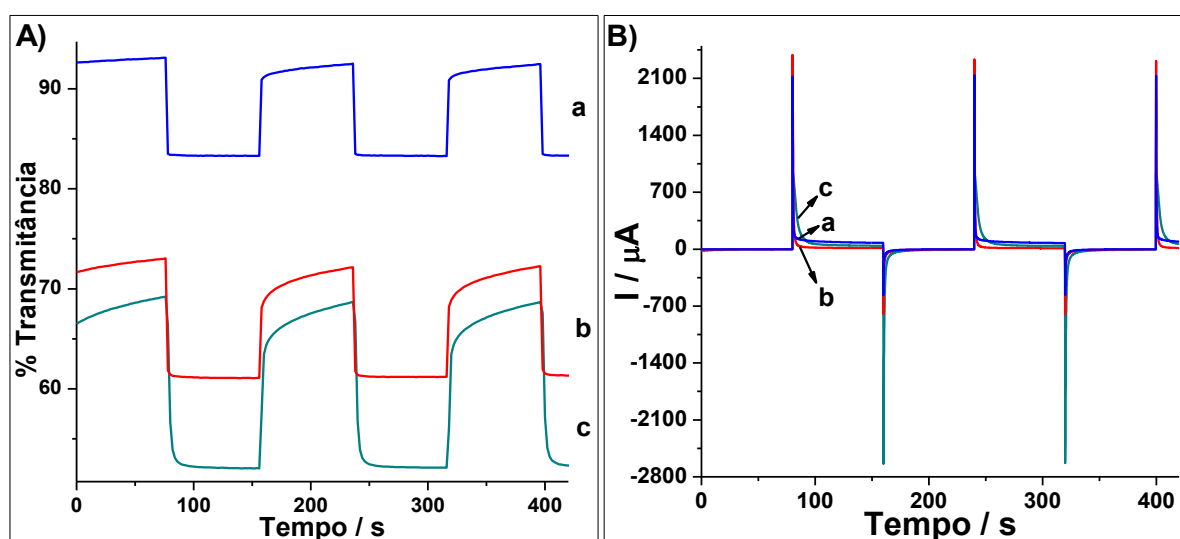 A)
% Transmitância
90
80
70
60
0 100 200 300 400
Tempo / s
a
b
c
B)
I / µA
2100
1400
700
0
-700
-1400
-2100
-2800
0 100 200 300 400
Tempo / s
c
a
b